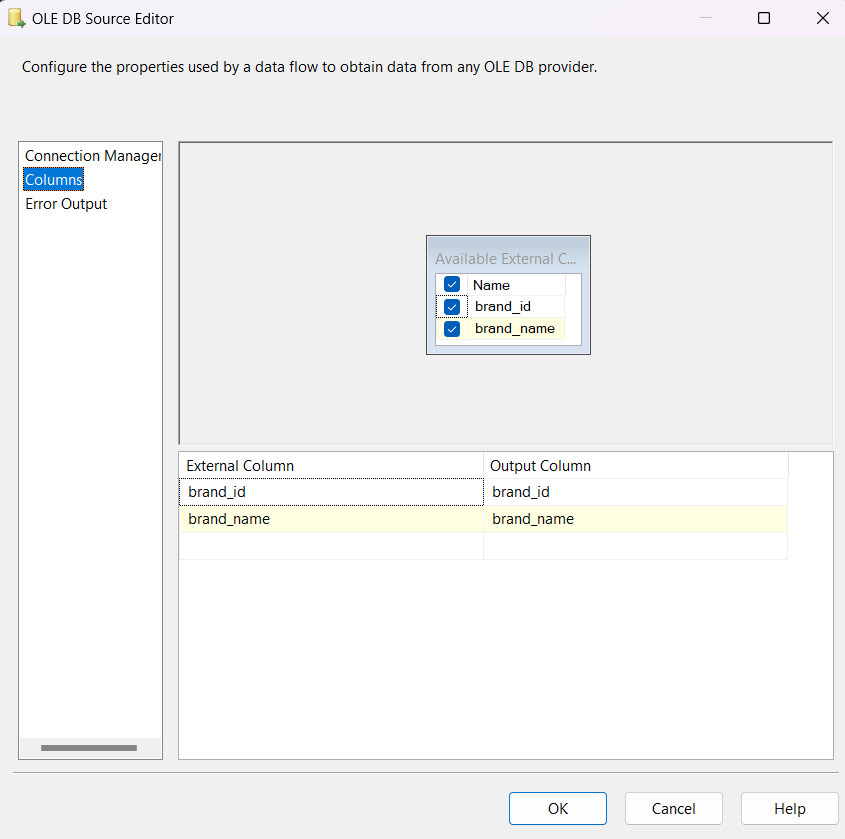 OLE DB Source Editor
Configure the properties used by a data flow to obtain data from any OLE DB provider.
Connection Manager
Columns
Error Output
Available External C...
Name
brand_id
brand_name
External Column Output Column
brand_id brand_id
brand_name brand_name
OK Cancel Help